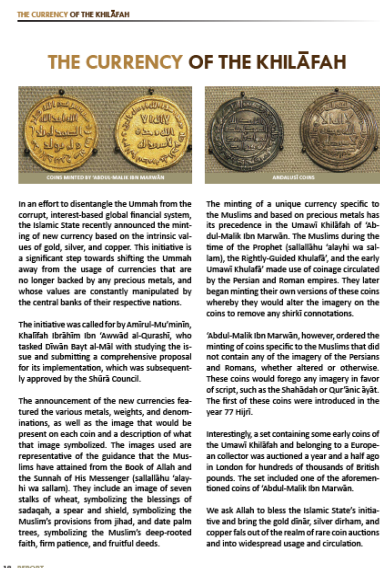 THE CURRENCY OF THE KHILĀFAH
THE CURRENCY OF THE KHILĀFAH
COINS MINTED BY 'ABDUL-MALIK IBN MARWĀN
ANDALUSĪ COINS
In an effort to disentangle the Ummah from the
corrupt, interest-based global financial system,
the Islamic State recently announced the mint-
ing of new currency based on the intrinsic val-
ues of gold, silver, and copper. This initiative is
a significant step towards shifting the Ummah
away from the usage of currencies that are
no longer backed by any precious metals, and
whose values are constantly manipulated by
the central banks of their respective nations.
The initiative was called for by Amīrul-Mu'minīn,
Khalīfah Ibrāhīm Ibn 'Awwād al-Qurashī, who
tasked Dīwān Bayt al-Māl with studying the is-
sue and submitting a comprehensive proposal
for its implementation, which was subsequent-
ly approved by the Shūrā Council.
The announcement of the new currencies fea-
tured the various metals, weights, and denom-
inations, as well as the image that would be
present on each coin and a description of what
that image symbolized. The images used are
representative of the guidance that the Mus-
lims have attained from the Book of Allah and
the Sunnah of His Messenger (sallallāhu 'alay-
hi wa sallam). They include an image of seven
stalks of wheat, symbolizing the blessings of
sadaqah, a spear and shield, symbolizing the
Muslim's provisions from jihad, and date palm
trees, symbolizing the Muslim's deep-rooted
faith, firm patience, and fruitful deeds.
The minting of a unique currency specific to
the Muslims and based on precious metals has
its precedence in the Umawī Khilāfah of 'Ab-
dul-Malik Ibn Marwān. The Muslims during the
time of the Prophet (sallallāhu 'alayhi wa sal-
lam), the Rightly-Guided Khulafā', and the early
Umawī Khulafā' made use of coinage circulated
by the Persian and Roman empires. They later
began minting their own versions of these coins
whereby they would alter the imagery on the
coins to remove any shirkī connotations.
'Abdul-Malik Ibn Marwān, however, ordered the
minting of coins specific to the Muslims that did
not contain any of the imagery of the Persians
and Romans, whether altered or otherwise.
These coins would forego any imagery in favor
of script, such as the Shahādah or Qur'ānic āyāt.
The first of these coins were introduced in the
year 77 Hijrī.
Interestingly, a set containing some early coins of
the Umawī Khilāfah and belonging to a Europe-
an collector was auctioned a year and a half ago
in London for hundreds of thousands of British
pounds. The set included one of the aforemen-
tioned coins of 'Abdul-Malik Ibn Marwān.
We ask Allah to bless the Islamic State's initia-
tive and bring the gold dīnār, silver dirham, and
copper fals out of the realm of rare coin auctions
and into widespread usage and circulation.
REPORT